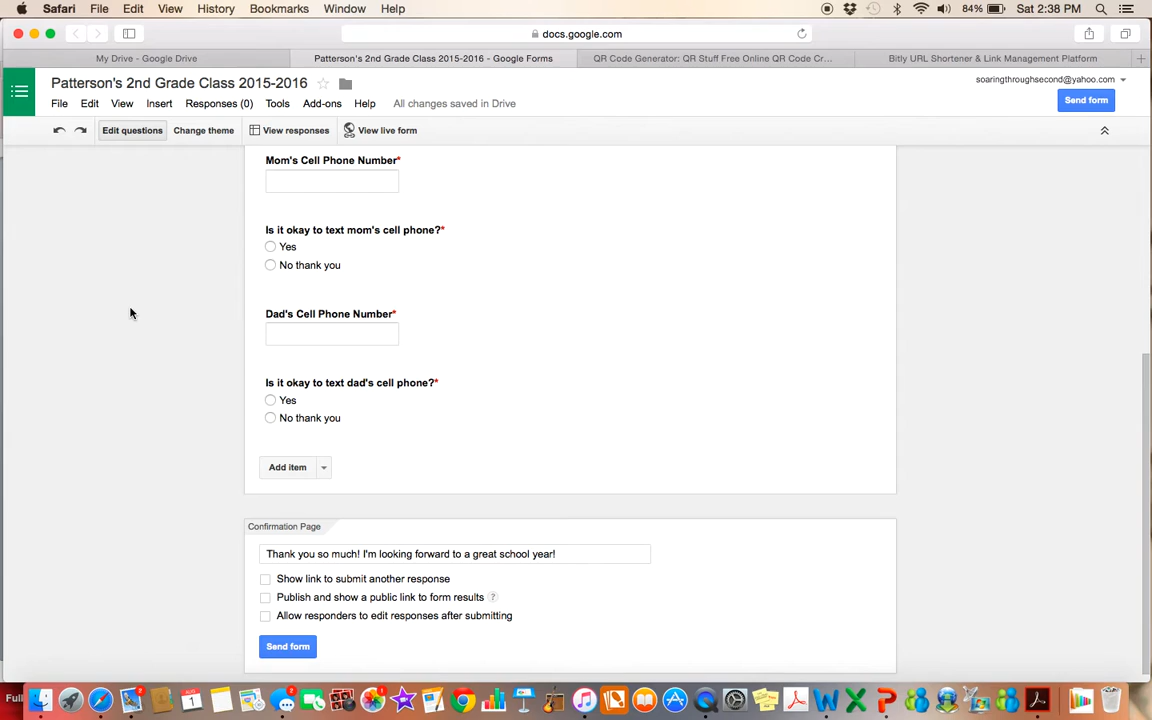 Safari File Edit View History Bookmarks Window Help 84% Sat 2:38 PM
docs.google.com
My Drive - Google Drive Patterson's 2nd Grade Class 2015-2016 - Google Forms QR Code Generator: QR Stuff Free Online QR Code Cr... Bitly URL Shortener & Link Management Platform
Patterson's 2nd Grade Class 2015-2016 soaringthroughsecond@yahoo.com
File Edit View Insert Responses (0) Tools Add-ons Help All changes saved in Drive Send form
Edit questions Change theme View responses View live form
Mom's Cell Phone Number*
Is it okay to text mom's cell phone?*
Yes
No thank you
Dad's Cell Phone Number*
Is it okay to text dad's cell phone?*
Yes
No thank you
Add item
Confirmation Page
Thank you so much! I'm looking forward to a great school year!
Show link to submit another response
Publish and show a public link to form results ?
Allow responders to edit responses after submitting
Send form